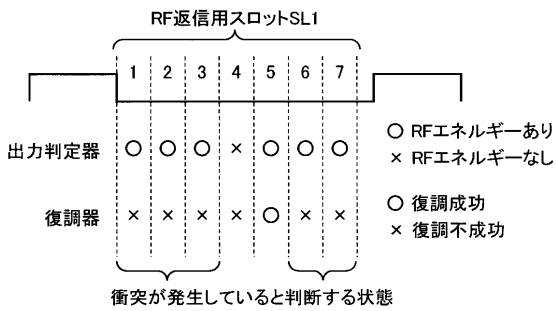 RF返信用スロットSL1
1 2 3 4 5 6 7
出力判定器 ○ ○ ○ × ○ ○ ○
○ RFエネルギーあり
× RFエネルギーなし
復調器 × × × × ○ × ×
○ 復調成功
× 復調不成功
衝突が発生していると判断する状態